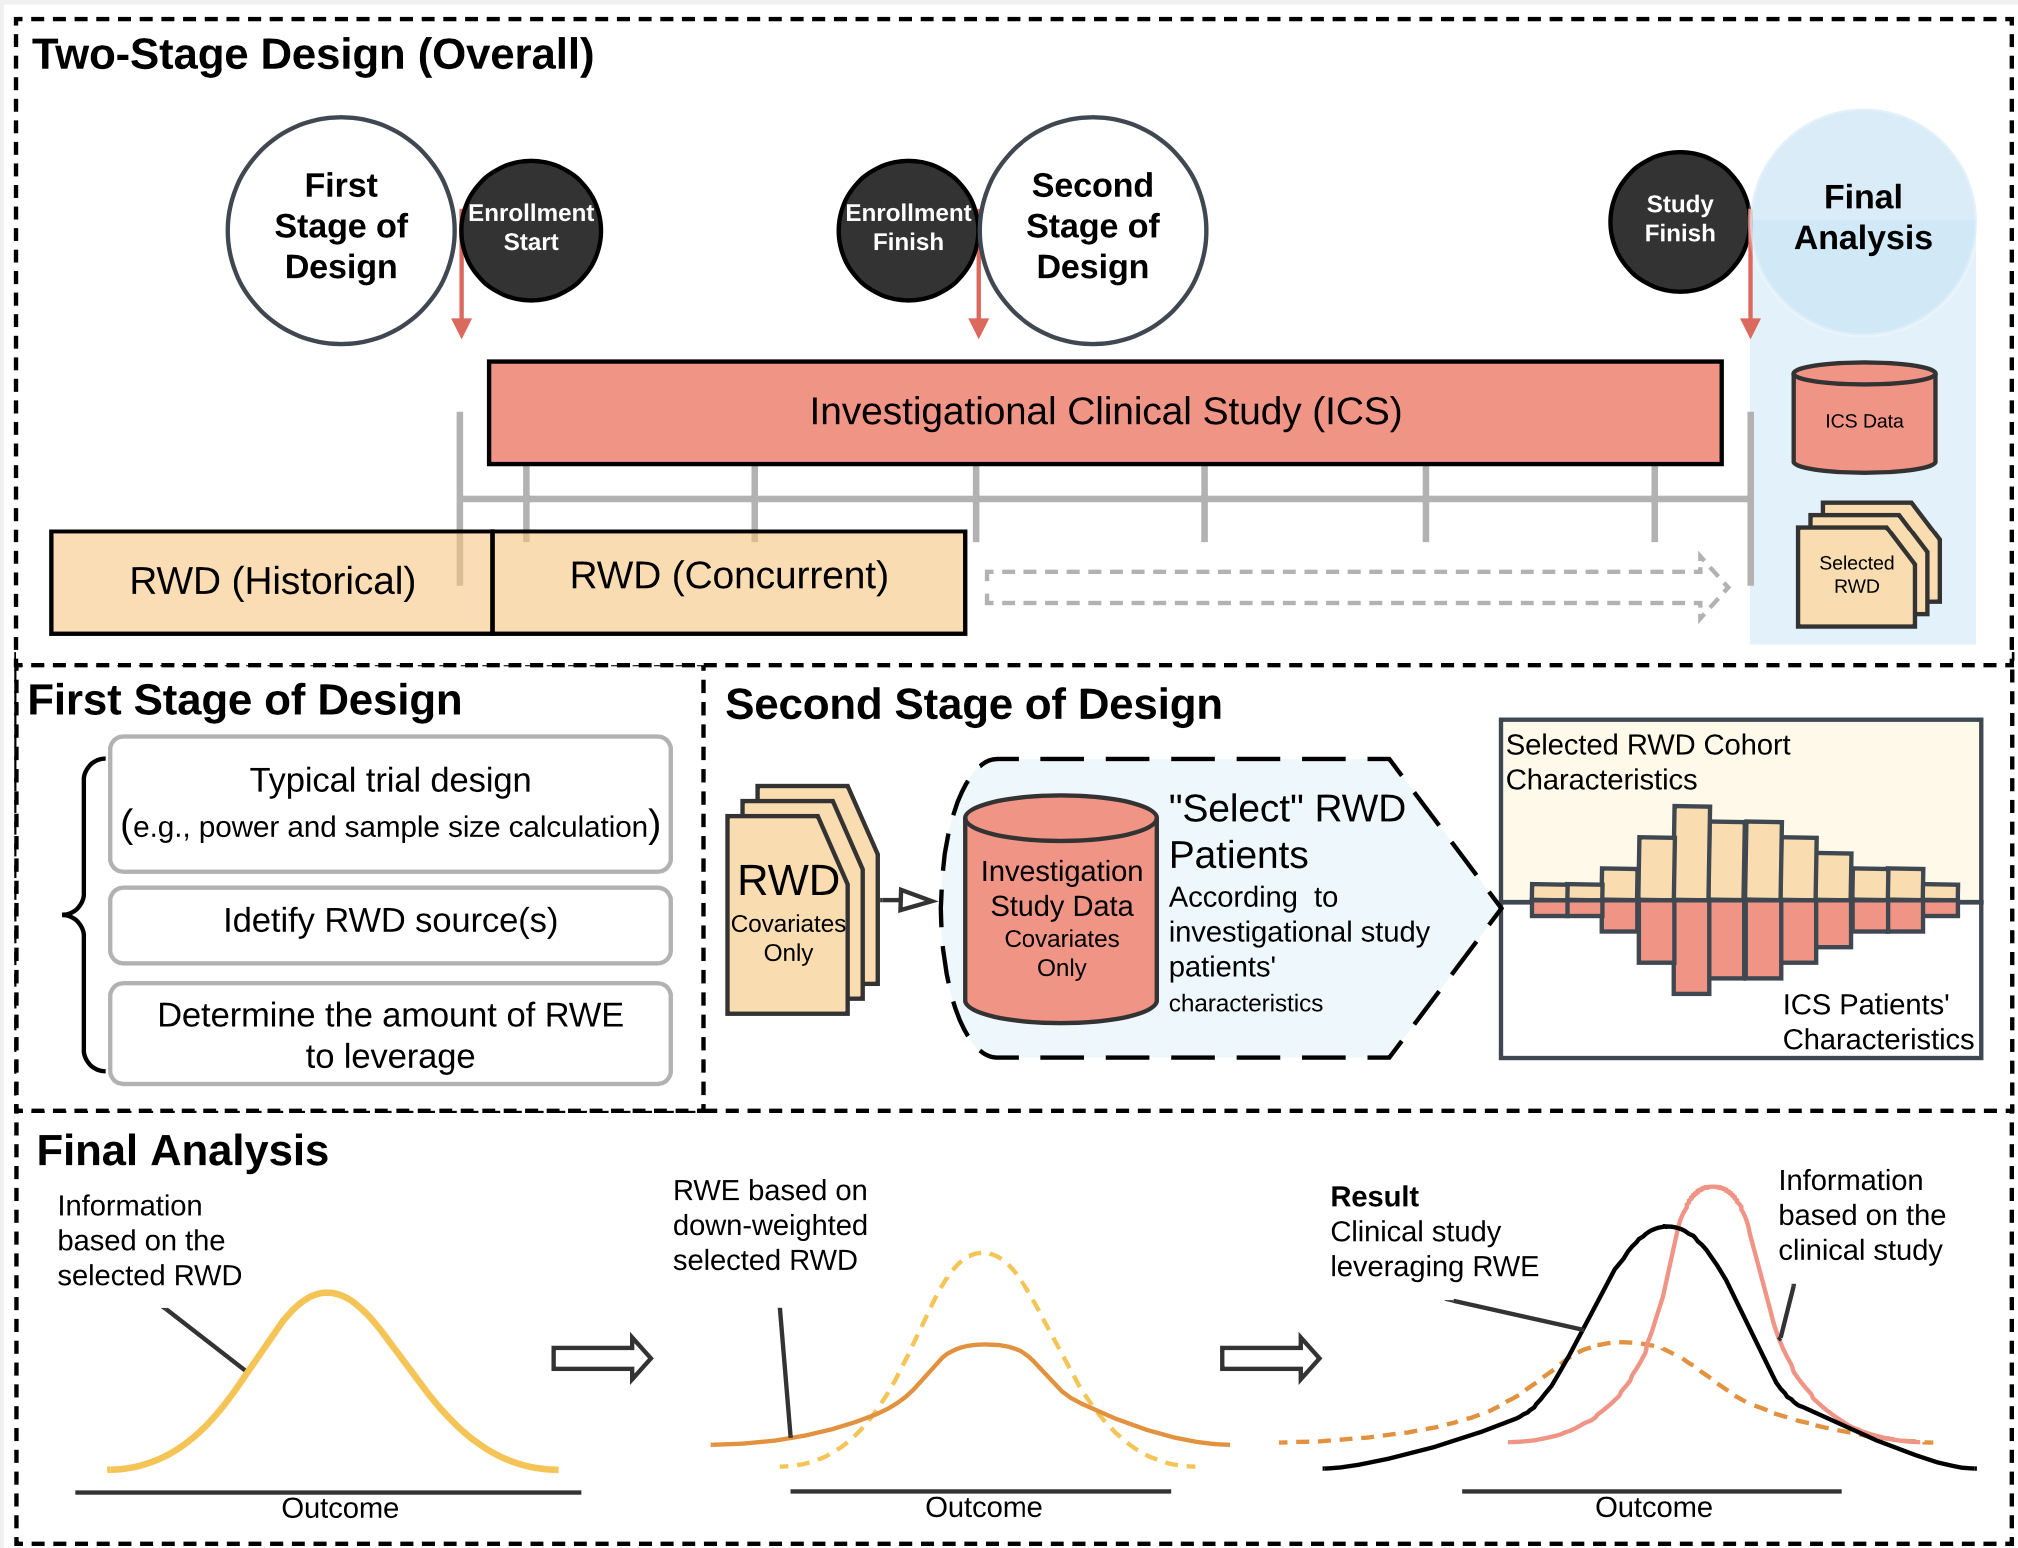 Two-Stage Design (Overall)
First
Stage of
Design
Enrollment
Start
Enrollment
Finish
Second
Stage of
Design
Study
Finish
Final
Analysis
Investigational Clinical Study (ICS)
ICS Data
RWD (Historical)
RWD (Concurrent)
Selected
RWD
First Stage of Design
Typical trial design
(e.g., power and sample size calculation)
Idetify RWD source(s)
Determine the amount of RWE
to leverage
Second Stage of Design
RWD
Covariates
Only
Investigation
Study Data
Covariates
Only
"Select" RWD
Patients
According to
investigational study
patients'
characteristics
Selected RWD Cohort
Characteristics
ICS Patients'
Characteristics
Final Analysis
Information
based on the
selected RWD
Outcome
RWE based on
down-weighted
selected RWD
Outcome
Result
Clinical study
leveraging RWE
Information
based on the
clinical study
Outcome